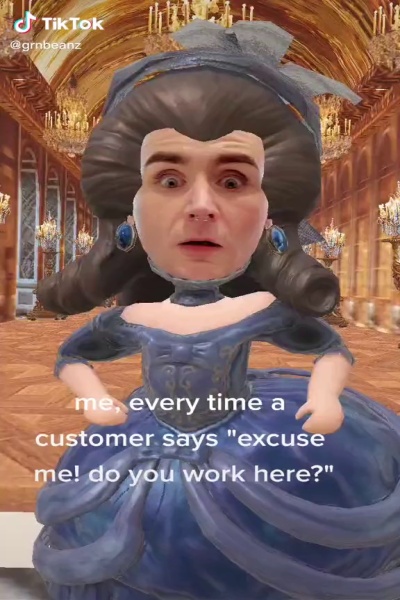 TikTok
@grnbeanz
me, every time a
customer says "excuse
me! do you work here?"